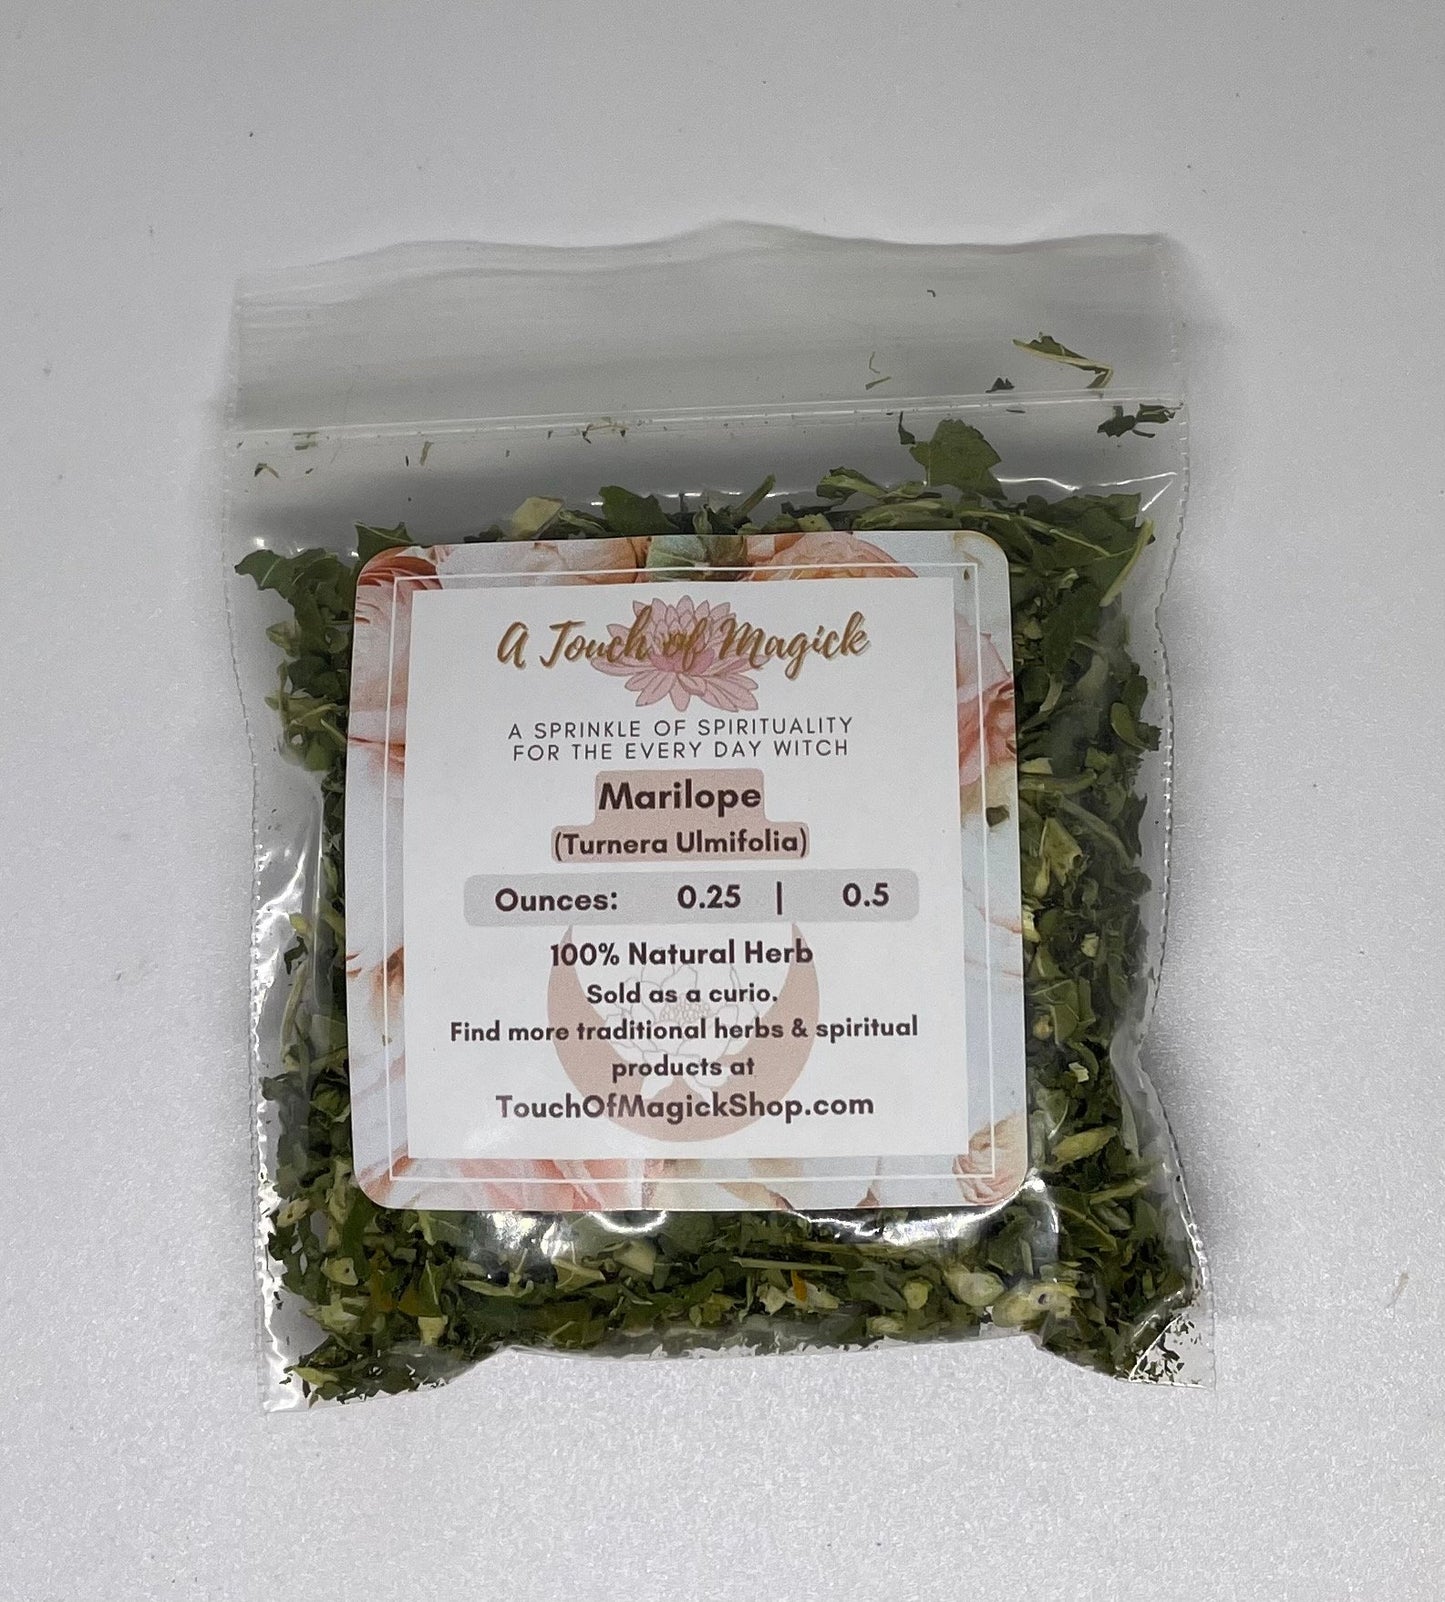 A Touch of Magick
A SPRINKLE OF SPIRITUALITY
FOR THE EVERY DAY WITCH
Marilope
(Turnera Ulmifolia)
Ounces: 0.25 | 0.5
100% Natural Herb
Sold as a curio.
Find more traditional herbs & spiritual
products at
TouchOfMagickShop.com